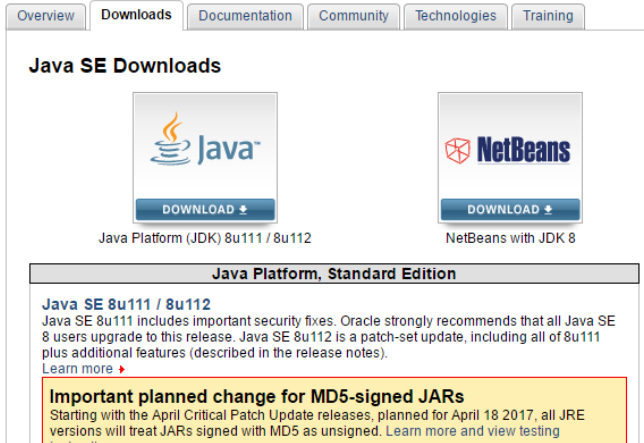 Overview Downloads Documentation Community Technologies Training
Java SE Downloads
Java™ NetBeans
DOWNLOAD DOWNLOAD
Java Platform (JDK) 8u111 / 8u112 NetBeans with JDK 8
Java Platform, Standard Edition
Java SE 8u111 / 8u112
Java SE 8u111 includes important security fixes. Oracle strongly recommends that all Java SE
8 users upgrade to this release. Java SE 8u112 is a patch-set update, including all of 8u111
plus additional features (described in the release notes).
Learn more
Important planned change for MD5-signed JARs
Starting with the April Critical Patch Update releases, planned for April 18 2017, all JRE
versions will treat JARs signed with MD5 as unsigned. Learn more and view testing